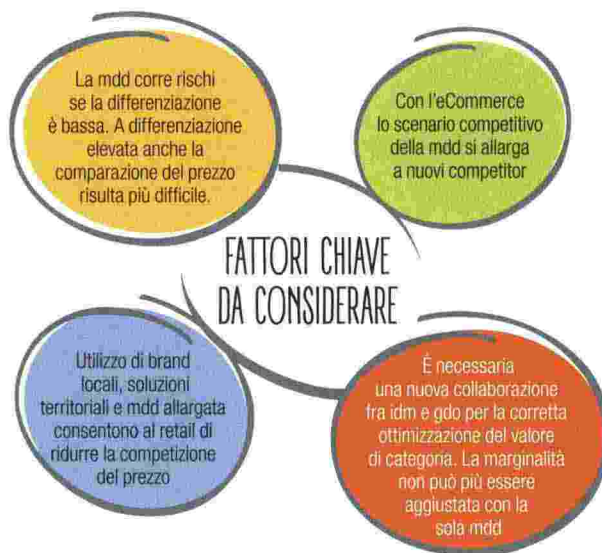 La mdd corre rischi
se la differenziazione
è bassa. A differenziazione
elevata anche la
comparazione del prezzo
risulta più difficile.
Con l'eCommerce
lo scenario competitivo
della mdd si allarga
a nuovi competitor
FATTORI CHIAVE
DA CONSIDERARE
Utilizzo di brand
locali, soluzioni
territoriali e mdd allargata
consentono al retail di
ridurre la competizione
del prezzo
È necessaria
una nuova collaborazione
fra idm e gdo per la corretta
ottimizzazione del valore
di categoria. La marginalità
non può più essere
aggiustata con la
sola mdd